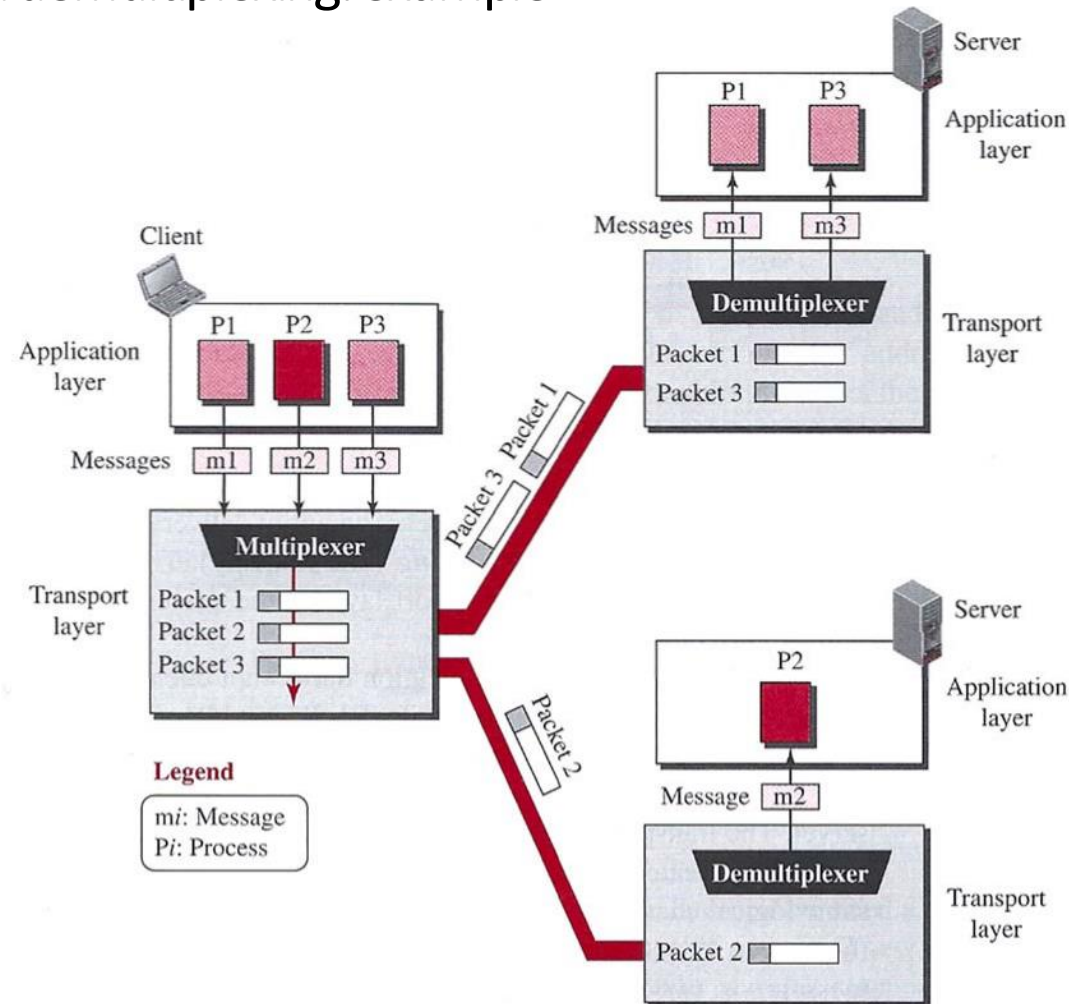 demultiplexing: example
Server
P1 P3
Application
layer
Messages m1 m3
Demultiplexer
Transport
layer
Packet 1
Packet 3
Client
P1 P2 P3
Application
layer
Messages m1 m2 m3
Multiplexer
Transport
layer
Packet 1
Packet 2
Packet 3
Packet 1
Packet 3
Packet 2
Server
P2
Application
layer
Message m2
Demultiplexer
Transport
layer
Packet 2
Legend
mi: Message
Pi: Process